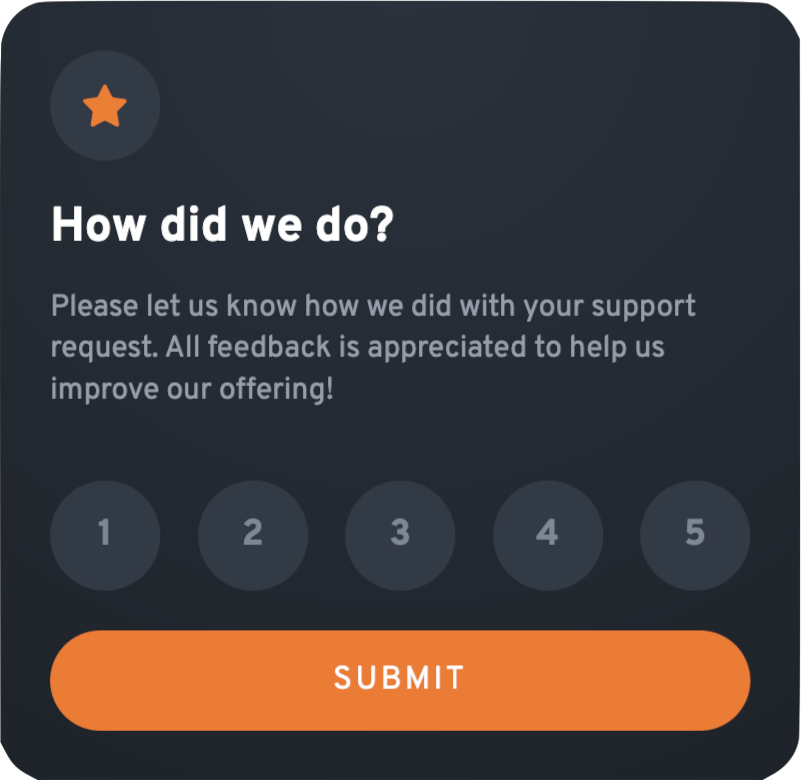 How did we do?
Please let us know how we did with your support
request. All feedback is appreciated to help us
improve our offering!
1 2 3 4 5
SUBMIT